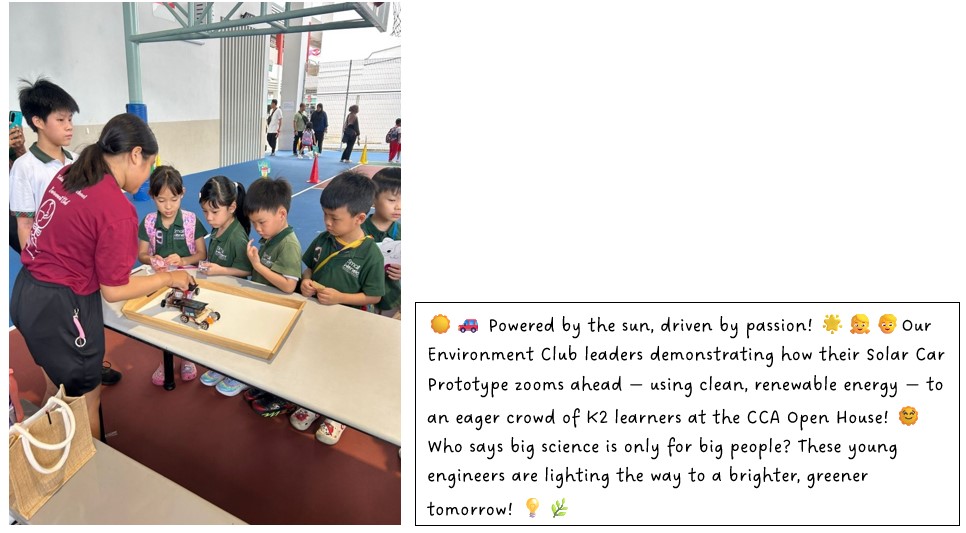 ☀️ 🚗 Powered by the sun, driven by passion! 🌟 👧 👦 Our
Environment Club leaders demonstrating how their Solar Car
Prototype zooms ahead — using clean, renewable energy — to
an eager crowd of K2 learners at the CCA Open House! 🌞
Who says big science is only for big people? These young
engineers are lighting the way to a brighter, greener
tomorrow! 💡 🌿